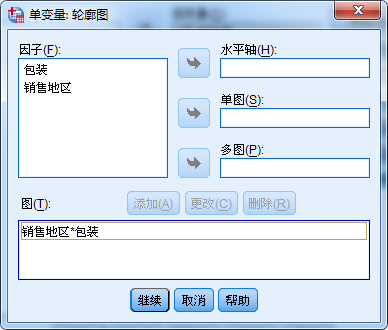 单变量: 轮廓图
因子(F):
水平轴(H):
包装
销售地区
单图(S):
多图(P):
图(T):
添加(A)
更改(C)
删除(R)
销售地区*包装
继续
取消
帮助